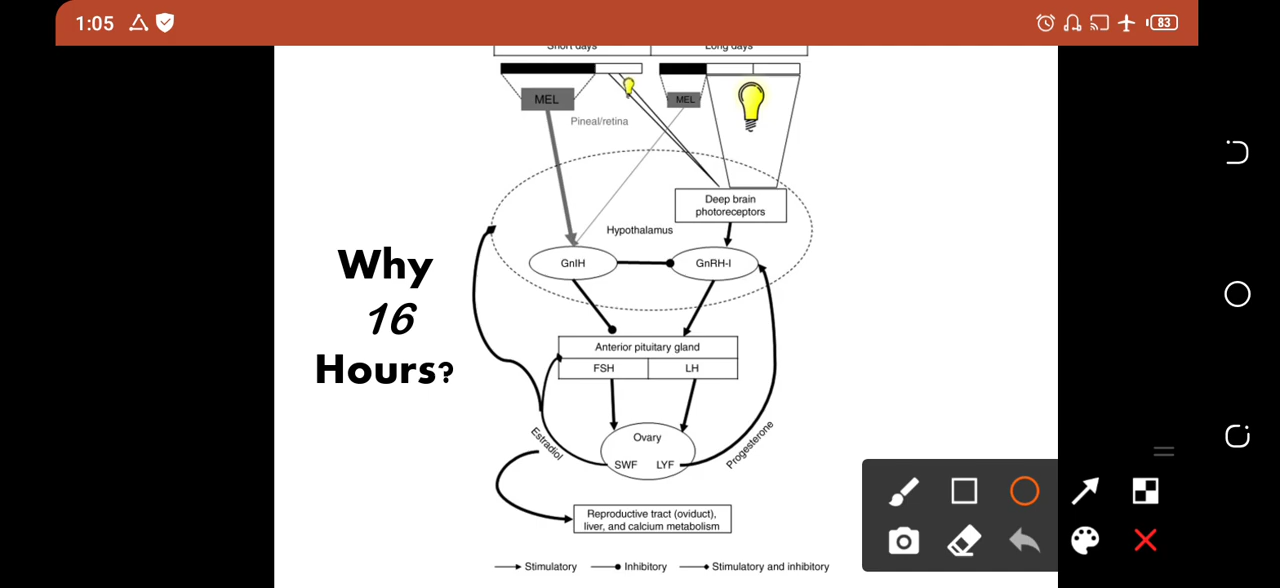 1:05
83
Short days Long days
MEL
MEL
Pineal/retina
Deep brain
photoreceptors
Hypothalamus
GnIH
GnRH-I
Why
16
Hours?
Anterior pituitary gland
FSH
LH
Estradiol
Ovary
SWF LYF
Progesterone
Reproductive tract (oviduct),
liver, and calcium metabolism
Stimulatory Inhibitory Stimulatory and inhibitory